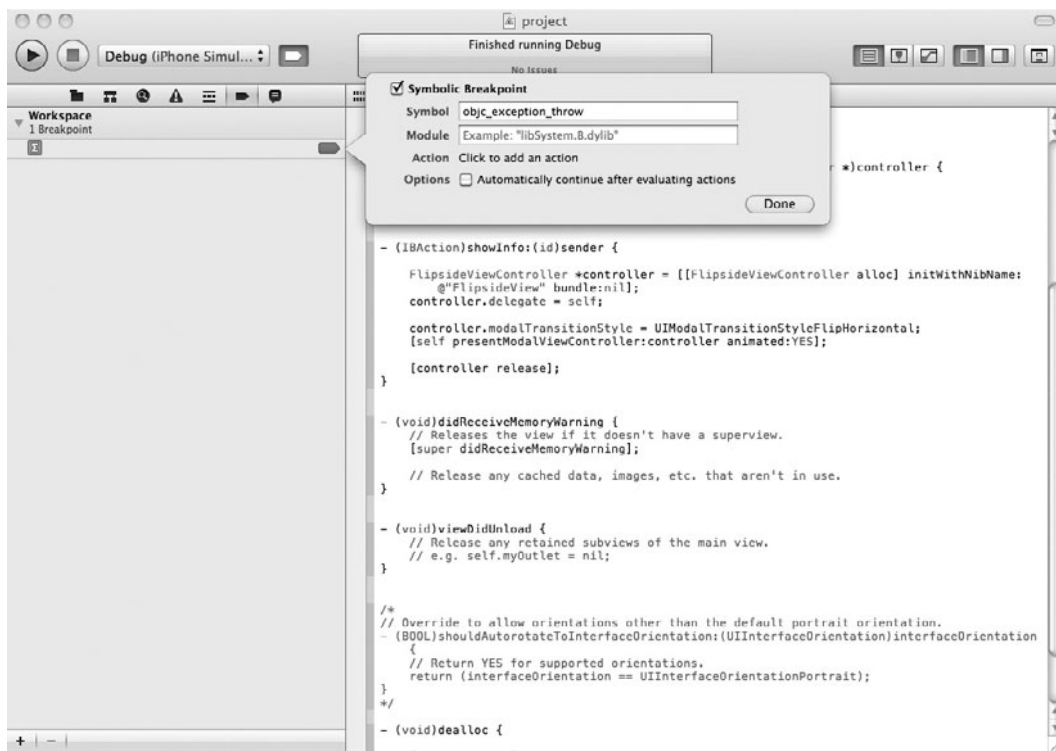 project
Debug (iPhone Simul...
Finished running Debug
No Issues
Workspace
1 Breakpoint
Symbolic Breakpoint
Symbol objc_exception_throw
Module Example: "libSystem.B.dylib"
Action Click to add an action
Options Automatically continue after evaluating actions
Done
*)controller {
- (IBAction)showInfo:(id)sender {
FlipsideViewController *controller = [[FlipsideViewController alloc] initWithNibName:
@"FlipsideView" bundle:nil];
controller.delegate = self;
controller.modalTransitionStyle = UIModalTransitionStyleFlipHorizontal;
[self presentModalViewController:controller animated:YES];
[controller release];
}
- (void)didReceiveMemoryWarning {
// Releases the view if it doesn't have a superview.
[super didReceiveMemoryWarning];
// Release any cached data, images, etc. that aren't in use.
}
- (void)viewDidUnload {
// Release any retained subviews of the main view.
// e.g. self.myOutlet = nil;
}
/*
// Override to allow orientations other than the default portrait orientation.
- (BOOL)shouldAutorotateToInterfaceOrientation:(UIInterfaceOrientation)interfaceOrientation
{
// Return YES for supported orientations.
return (interfaceOrientation == UIInterfaceOrientationPortrait);
}
*/
- (void)dealloc {